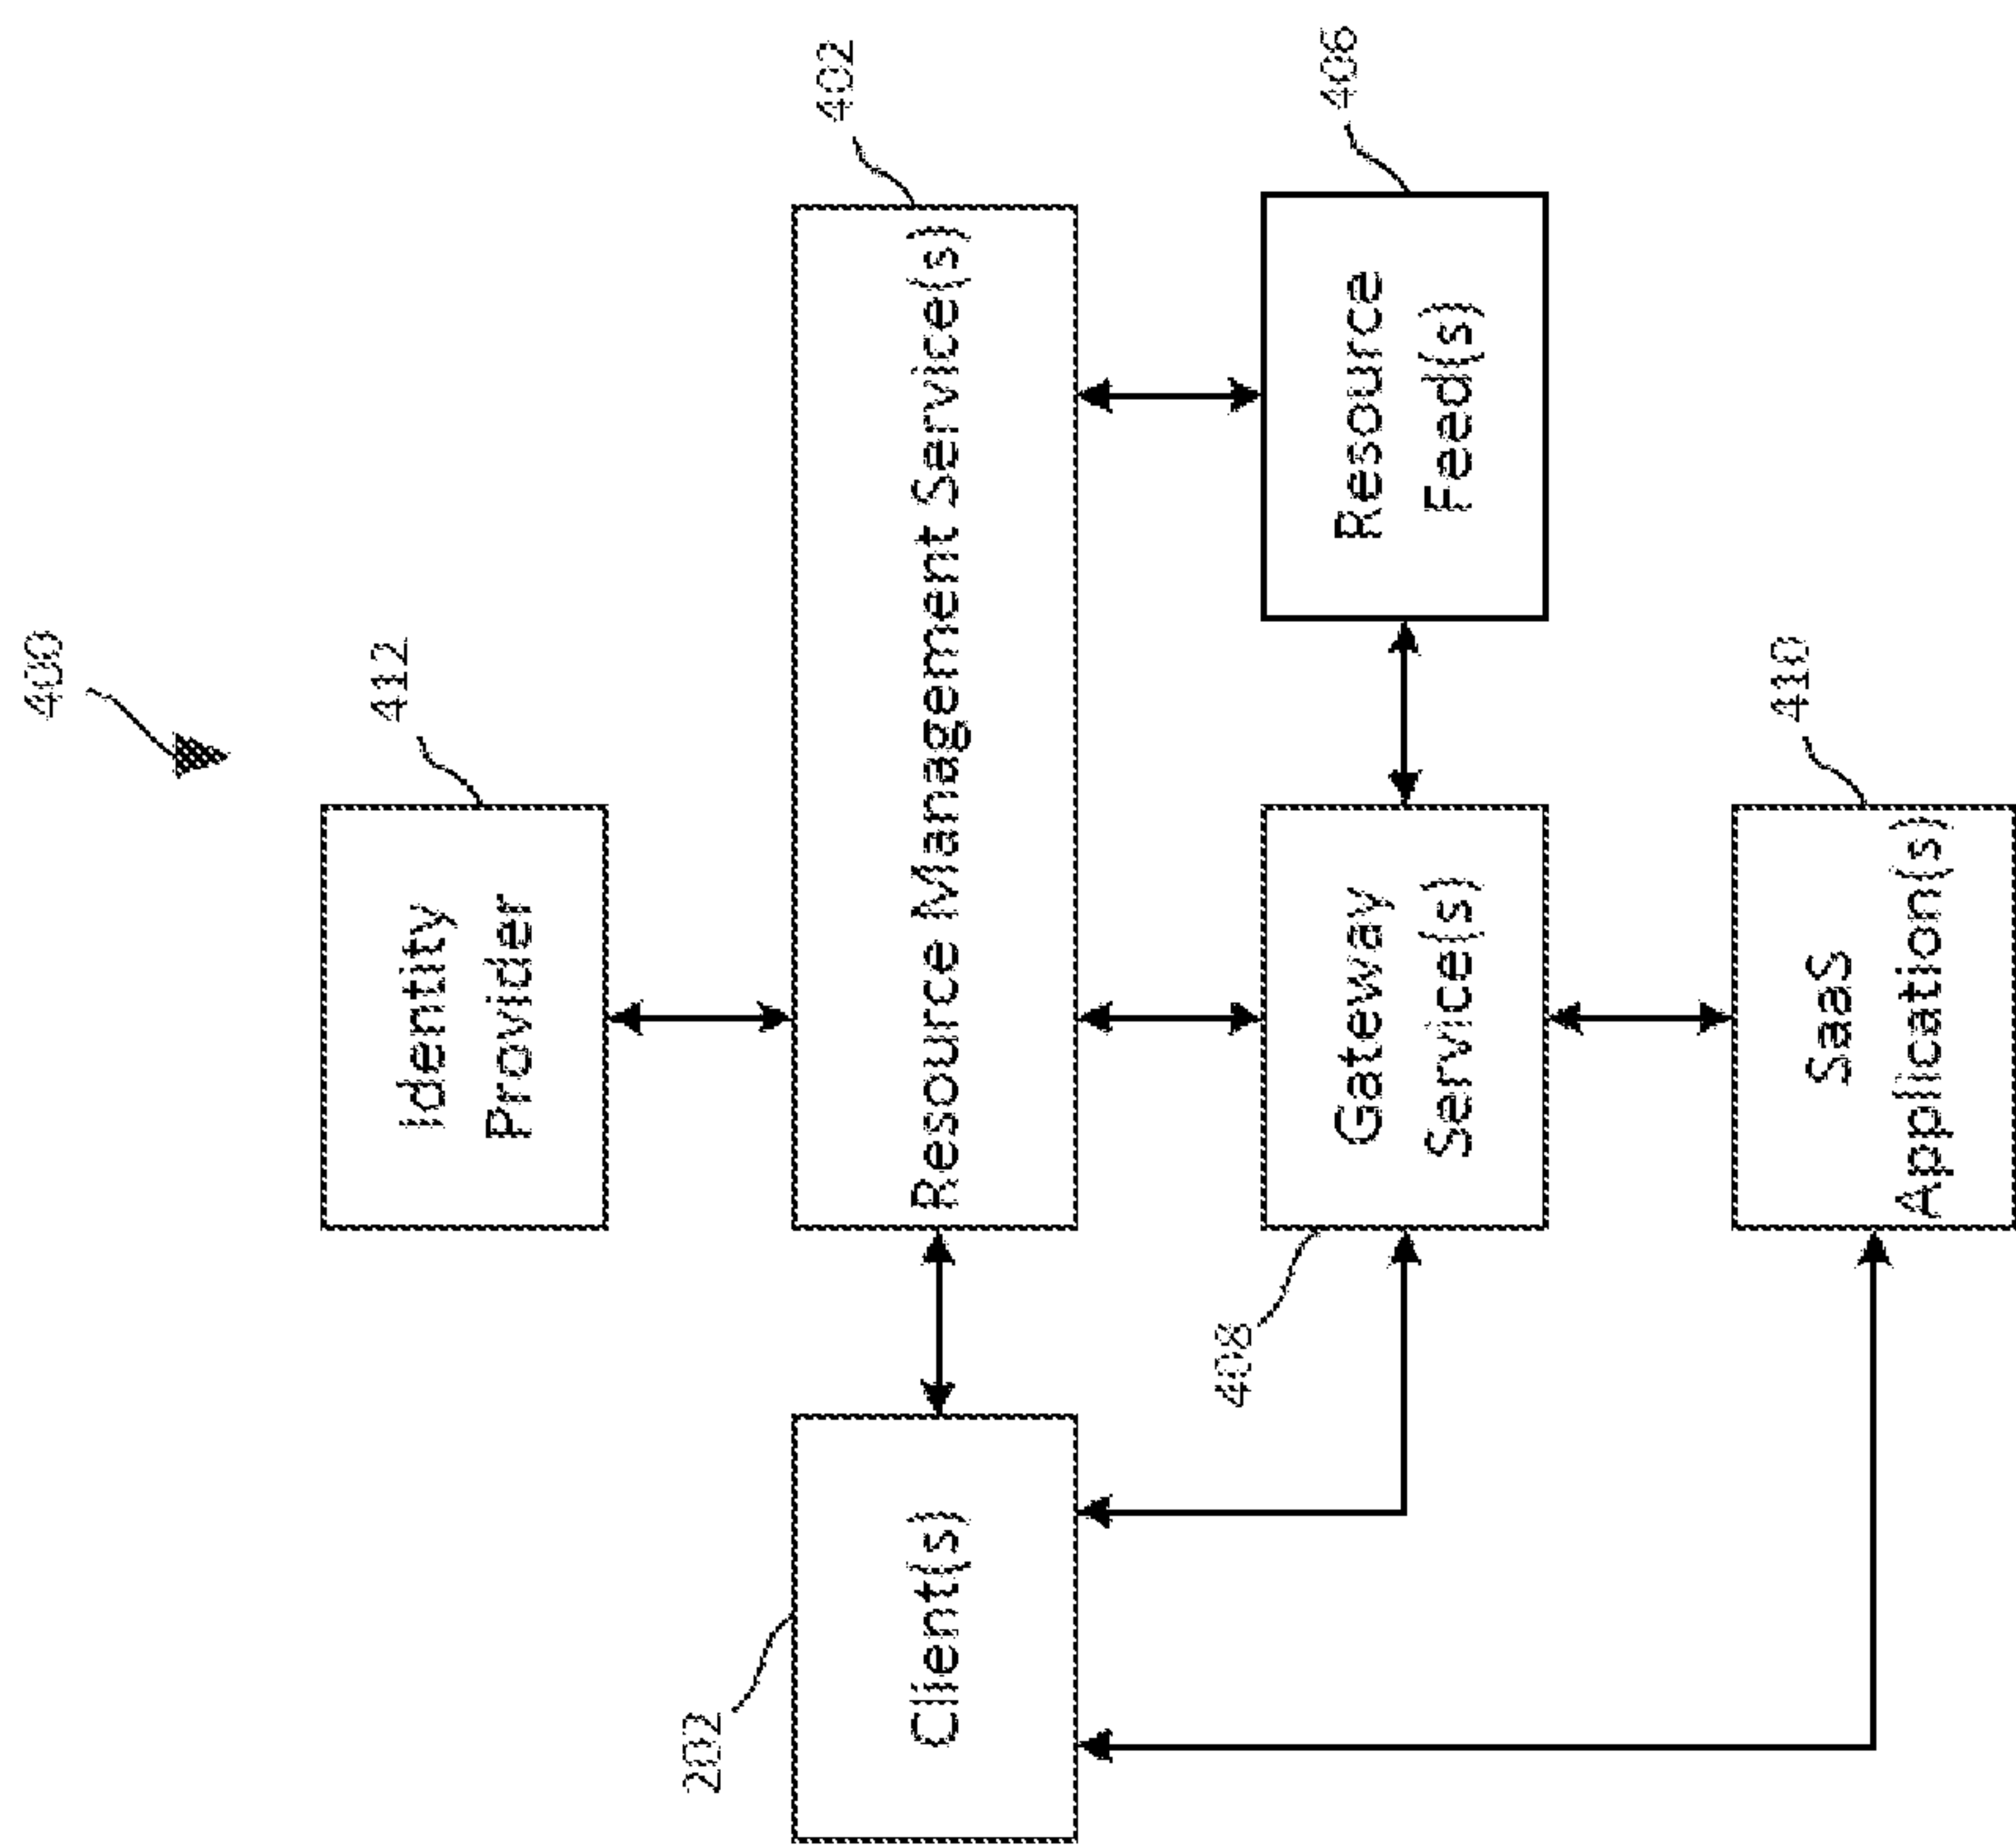 400
412
Identity
Provider
402
Resource Management Service(s)
202
Client(s)
406
Resource
Feed(s)
408
Gateway
Service(s)
410
SaaS
Application(s)